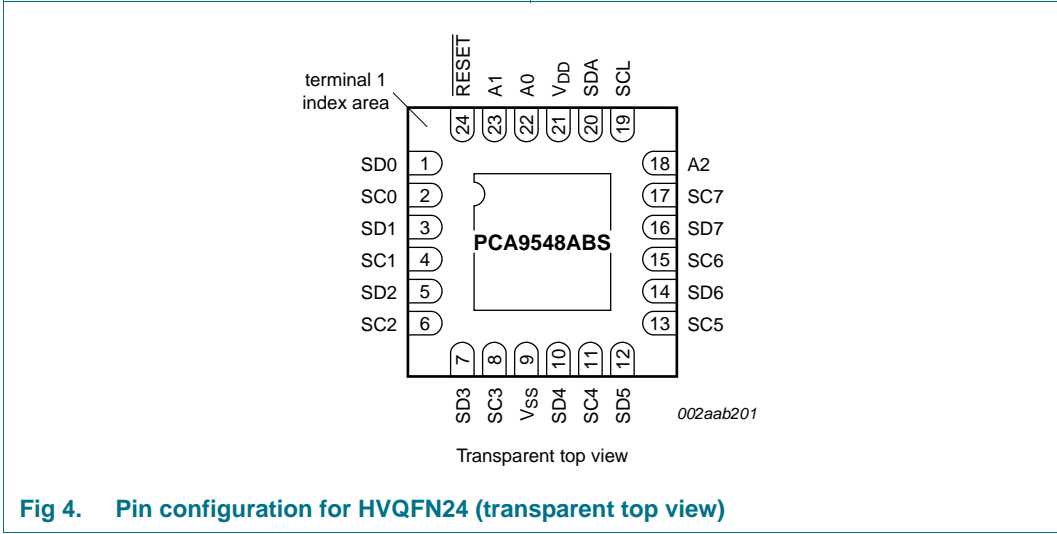 terminal 1
index area
RESET
A1
A0
VDD
SDA
SCL
24
23
22
21
20
19
SD0 1
SC0 2
SD1 3
SC1 4
SD2 5
SC2 6
18 A2
17 SC7
16 SD7
15 SC6
14 SD6
13 SC5
PCA9548ABS
7
8
9
10
11
12
SD3
SC3
VSS
SD4
SC4
SD5
002aab201
Transparent top view
Fig 4. Pin configuration for HVQFN24 (transparent top view)